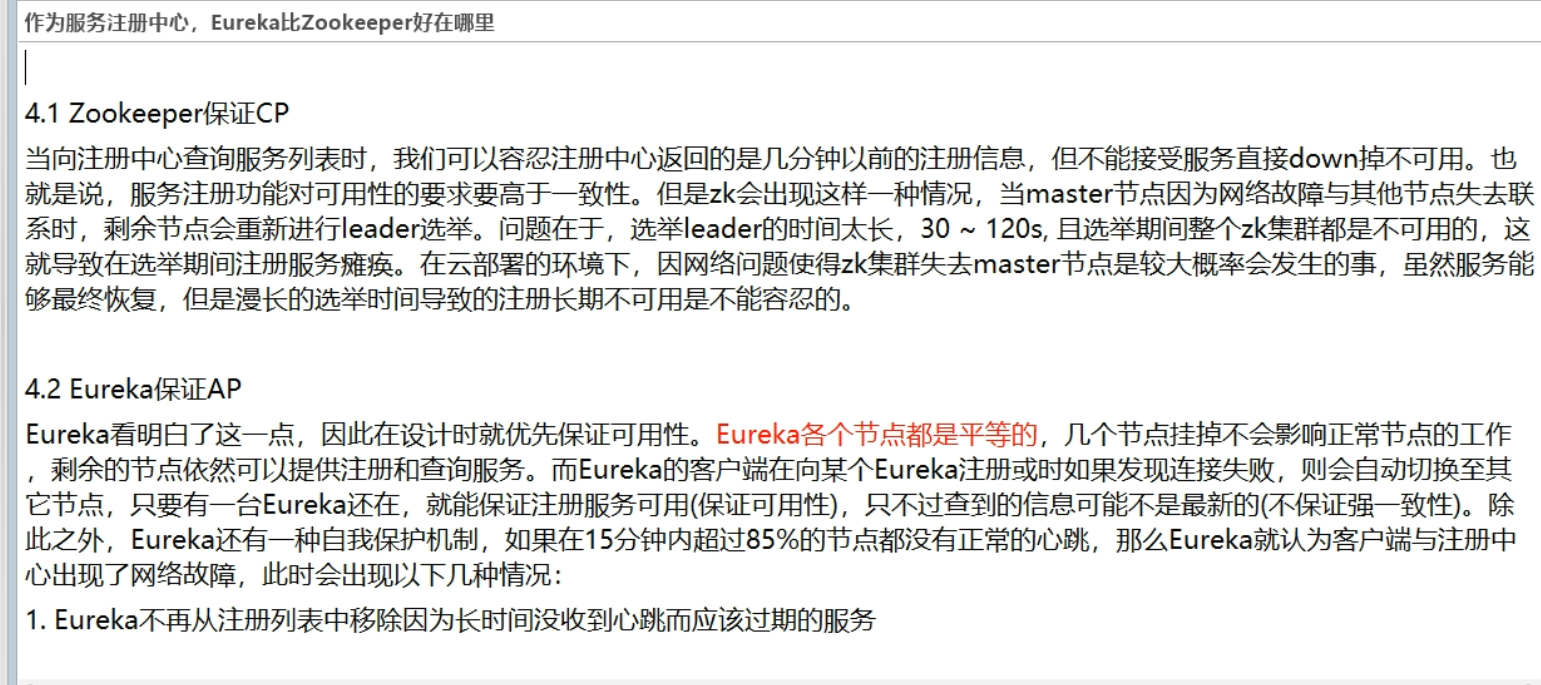 作为服务注册中心，Eureka比Zookeeper好在哪里
4.1 Zookeeper保证CP
当向注册中心查询服务列表时，我们可以容忍注册中心返回的是几分钟以前的注册信息，但不能接受服务直接down掉不可用。也
就是说，服务注册功能对可用性的要求要高于一致性。但是zk会出现这样一种情况，当master节点因为网络故障与其他节点失去联
系时，剩余节点会重新进行leader选举。问题在于，选举leader的时间太长，30 ~ 120s, 且选举期间整个zk集群都是不可用的，这
就导致在选举期间注册服务瘫痪。在云部署的环境下，因网络问题使得zk集群失去master节点是较大概率会发生的事，虽然服务能
够最终恢复，但是漫长的选举时间导致的注册长期不可用是不能容忍的。
4.2 Eureka保证AP
Eureka看明白了这一点，因此在设计时就优先保证可用性。Eureka各个节点都是平等的，几个节点挂掉不会影响正常节点的工作
，剩余的节点依然可以提供注册和查询服务。而Eureka的客户端在向某个Eureka注册或时如果发现连接失败，则会自动切换至其
它节点，只要有一台Eureka还在，就能保证注册服务可用(保证可用性)，只不过查到的信息可能不是最新的(不保证强一致性)。除
此之外，Eureka还有一种自我保护机制，如果在15分钟内超过85%的节点都没有正常的心跳，那么Eureka就认为客户端与注册中
心出现了网络故障，此时会出现以下几种情况：
1. Eureka不再从注册列表中移除因为长时间没收到心跳而应该过期的服务